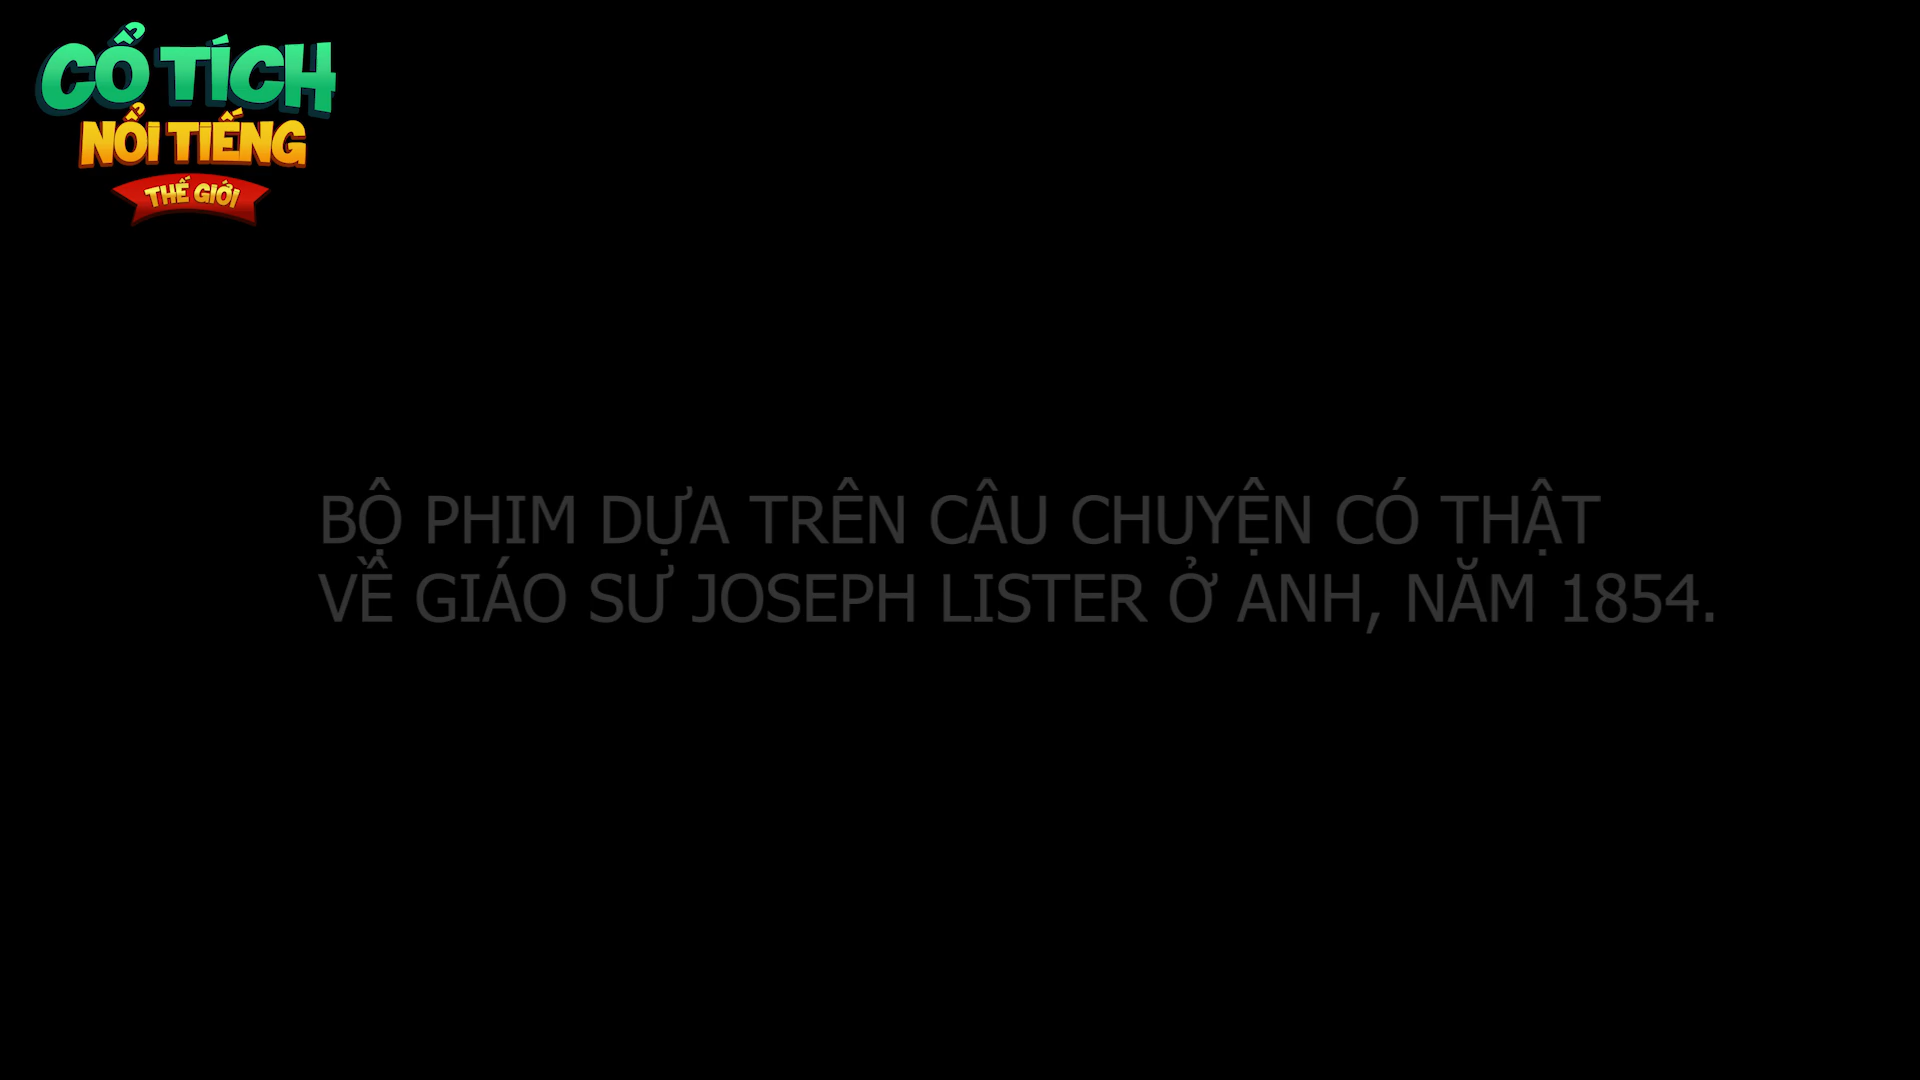 CỔ TÍCH
NỔI TIẾNG
THẾ GIỚI
BỘ PHIM DỰA TRÊN CÂU CHUYỆN CÓ THẬT
VỀ GIÁO SƯ JOSEPH LISTER Ở ANH, NĂM 1854.